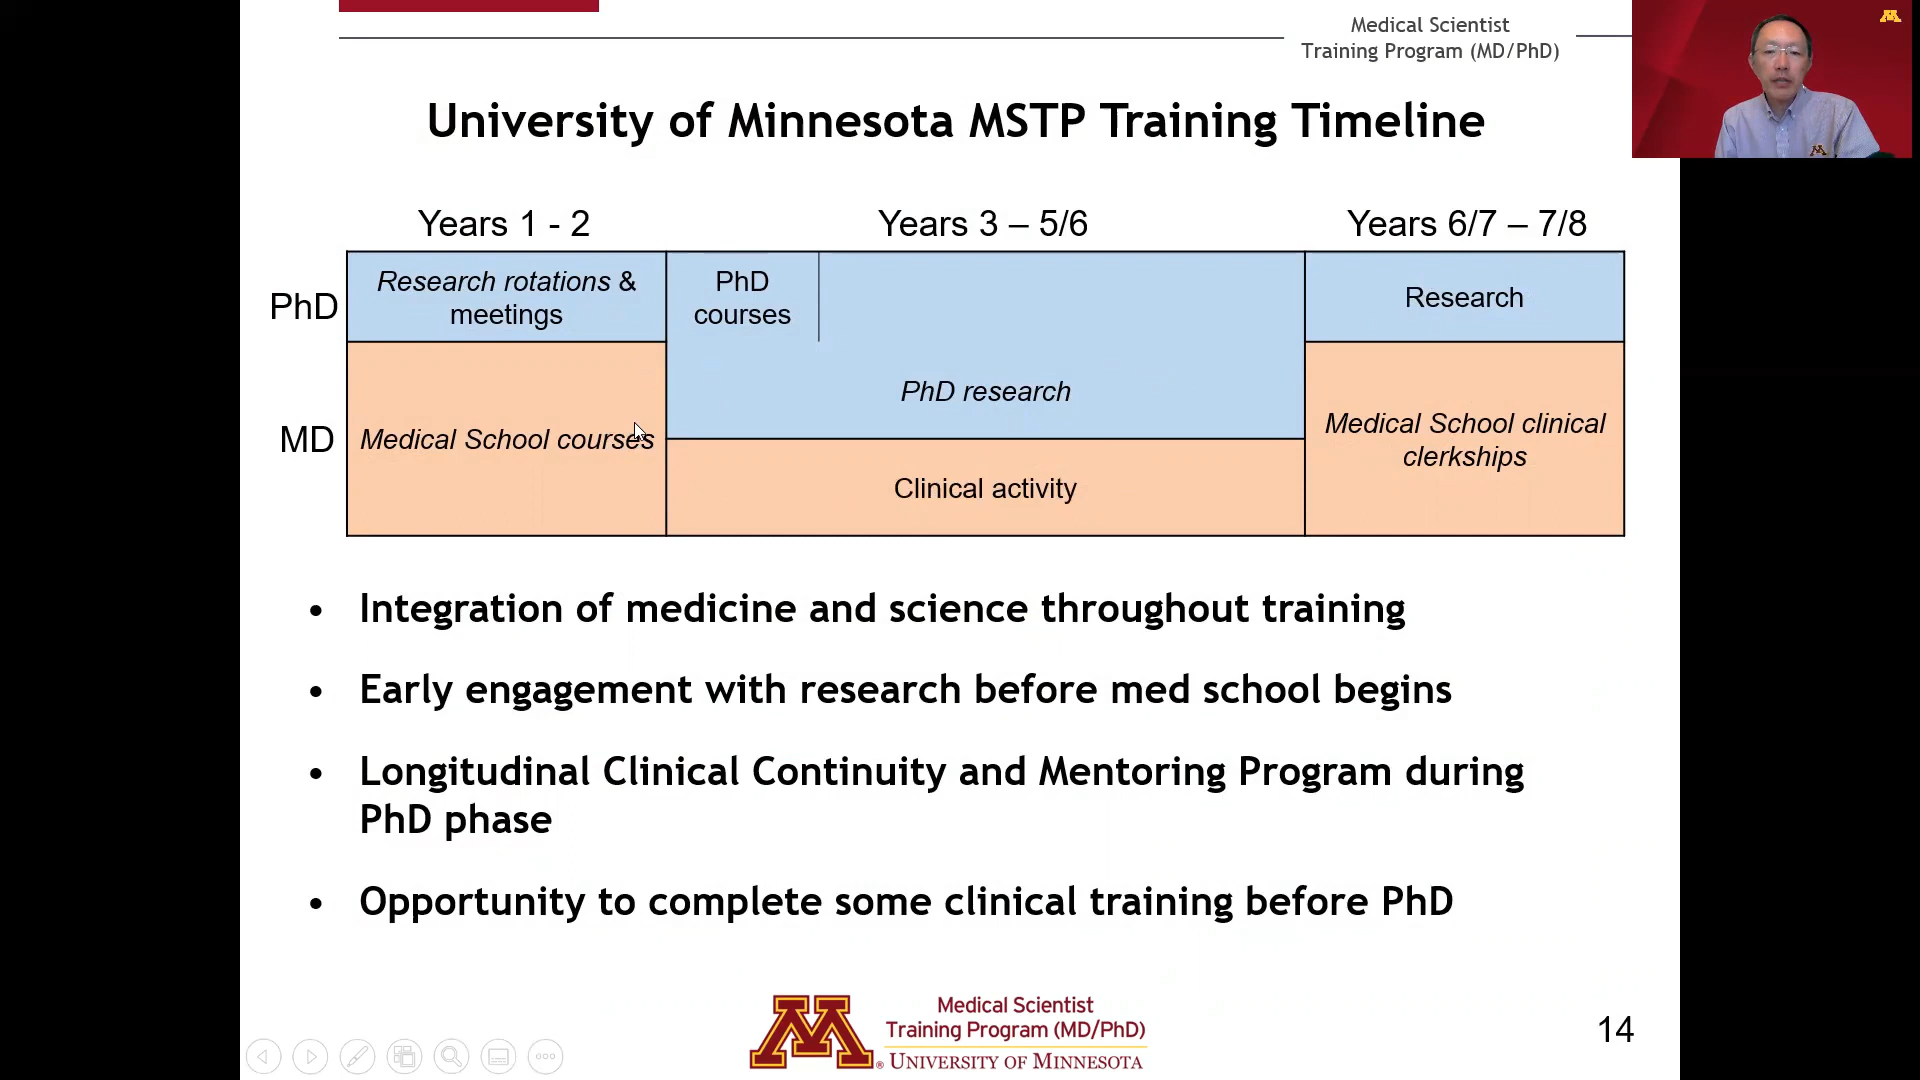 Medical Scientist
Training Program (MD/PhD)
University of Minnesota MSTP Training Timeline
Years 1 - 2
Years 3 – 5/6
Years 6/7 – 7/8
PhD
Research rotations &
meetings
PhD
courses
Research
PhD research
MD
Medical School courses
Clinical activity
Medical School clinical
clerkships
• Integration of medicine and science throughout training
• Early engagement with research before med school begins
• Longitudinal Clinical Continuity and Mentoring Program during
PhD phase
• Opportunity to complete some clinical training before PhD
M
Medical Scientist
Training Program (MD/PhD)
® UNIVERSITY OF MINNESOTA
14
M
M